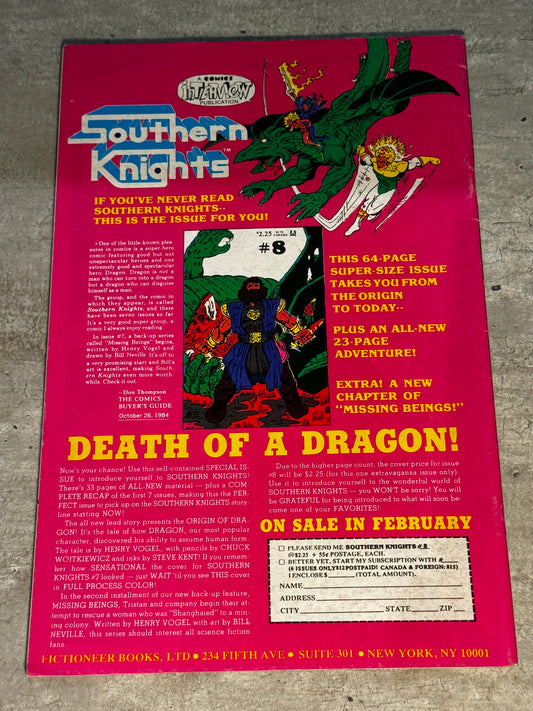 A COMICS
INTERVIEW
PUBLICATION
Southern
Knights™
IF YOU'VE NEVER READ
SOUTHERN KNIGHTS--
THIS IS THE ISSUE FOR YOU!
• One of the little-known pleas-
ures in comics is a super-hero
comic featuring good but not
unspectacular heroes and one
extremely good and spectacular
hero: Dragon. Dragon is not a
man who can turn into a dragon
but a dragon who can disguise
himself as a man.
The group, and the comic in
which they appear, is called
Southern Knights, and there
have been seven issues so far
It's a very good super-group, a
comic I always enjoy reading.
In issue #7, a back-up series
called "Missing Beings" begins,
written by Henry Vogel and
drawn by Bill Neville. It's off to
a very promising start and Bill's
art is excellent, making South-
ern Knights even more worth-
while. Check it out.
-- Don Thompson
THE COMICS
BUYER'S GUIDE
October 26, 1984
$2.25
#8
THIS 64-PAGE
SUPER-SIZE ISSUE
TAKES YOU FROM
THE ORIGIN
TO TODAY--
PLUS AN ALL-NEW
23-PAGE
ADVENTURE!
EXTRA! A NEW
CHAPTER OF
"MISSING BEINGS!"
DEATH OF A DRAGON!
Now's your chance! Use this self-contained SPECIAL IS-
SUE to introduce yourself to SOUTHERN KNIGHTS!
There's 33 pages of ALL NEW material — plus a COM
PLETE RECAP of the first 7 issues, making this the PER-
FECT issue to pick up on the SOUTHERN KNIGHTS story-
line starting NOW!
The all new lead story presents the ORIGIN OF DRA-
GON! It's the tale of how DRAGON, our most popular
character, discovered his ability to assume human form.
The tale is by HENRY VOGEL, with pencils by CHUCK
WOJTKIEWICZ and inks by STEVE KENT! If you remem
ber how SENSATIONAL the cover for SOUTHERN
KNIGHTS #7 looked — just WAIT 'til you see THIS cover
in FULL PROCESS COLOR!
In the second installment of our new back-up feature,
MISSING BEINGS, Tristan and company begin their at-
tempt to rescue a woman who was "Shanghaied" to a min-
ing colony. Written by HENRY VOGEL with art by BILL
NEVILLE, this series should interest all science fiction
fans.
Due to the higher page count, the cover price for issue
#8 will be $2.25 (for this one extravaganza issue only).
Use it to introduce yourself to the wonderful world of
SOUTHERN KNIGHTS — you WON'T be sorry! You will
be GRATEFUL for being introduced to what will soon be-
come one of your FAVORITES!
ON SALE IN FEBRUARY
PLEASE SEND ME SOUTHERN KNIGHTS #8
@ $2.25 + 55¢ POSTAGE, EACH.
BETTER YET, START MY SUBSCRIPTION WITH #
(6 ISSUES ONLY $12 POSTPAID! CANADA & FOREIGN: $15)
I ENCLOSE $ (TOTAL AMOUNT).
NAME
ADDRESS
CITY STATE ZIP
FICTIONEER BOOKS, LTD • 234 FIFTH AVE • SUITE 301 • NEW YORK, NY 10001